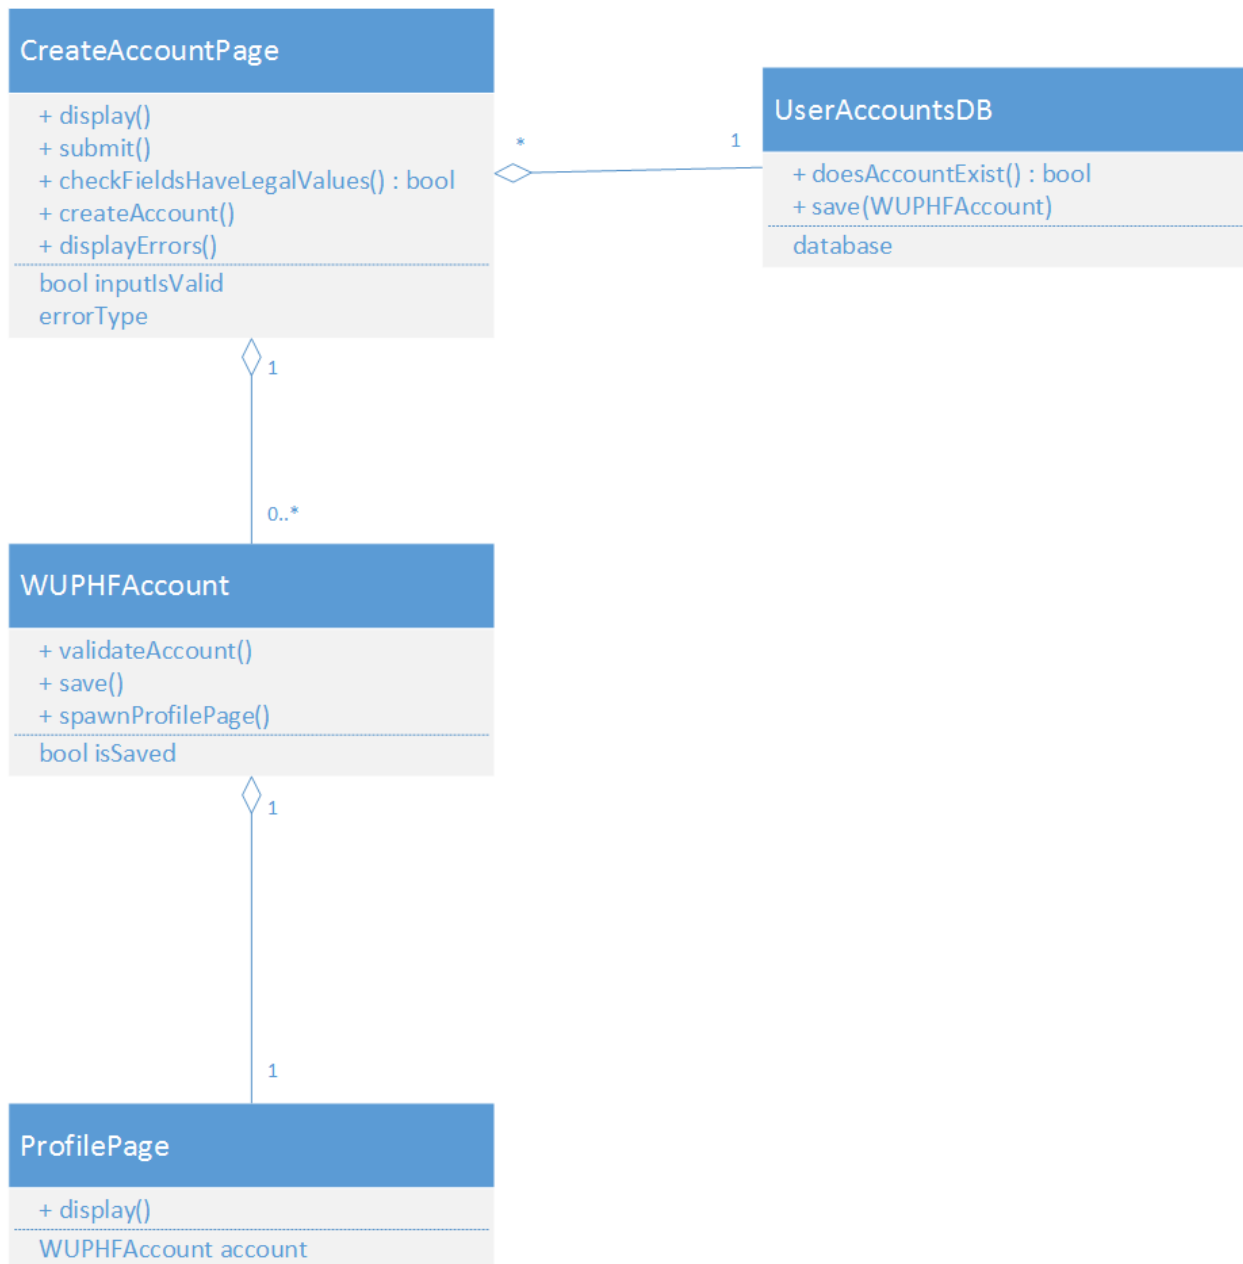 CreateAccountPage
+ display()
+ submit()
+ checkFieldsHaveLegalValues() : bool
+ createAccount()
+ displayErrors()
bool inputIsValid
errorType
*
1
UserAccountsDB
+ doesAccountExist() : bool
+ save(WUPHFAccount)
database
1
0..*
WUPHFAccount
+ validateAccount()
+ save()
+ spawnProfilePage()
bool isSaved
1
1
ProfilePage
+ display()
WUPHFAccount account